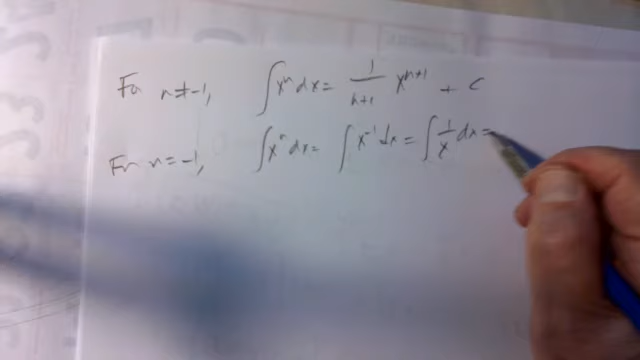 For n ≠ -1, ∫ xⁿ dx = 1/(n+1) xⁿ⁺¹ + C
For n = -1, ∫ xⁿ dx = ∫ x⁻¹ dx = ∫ 1/x dx =